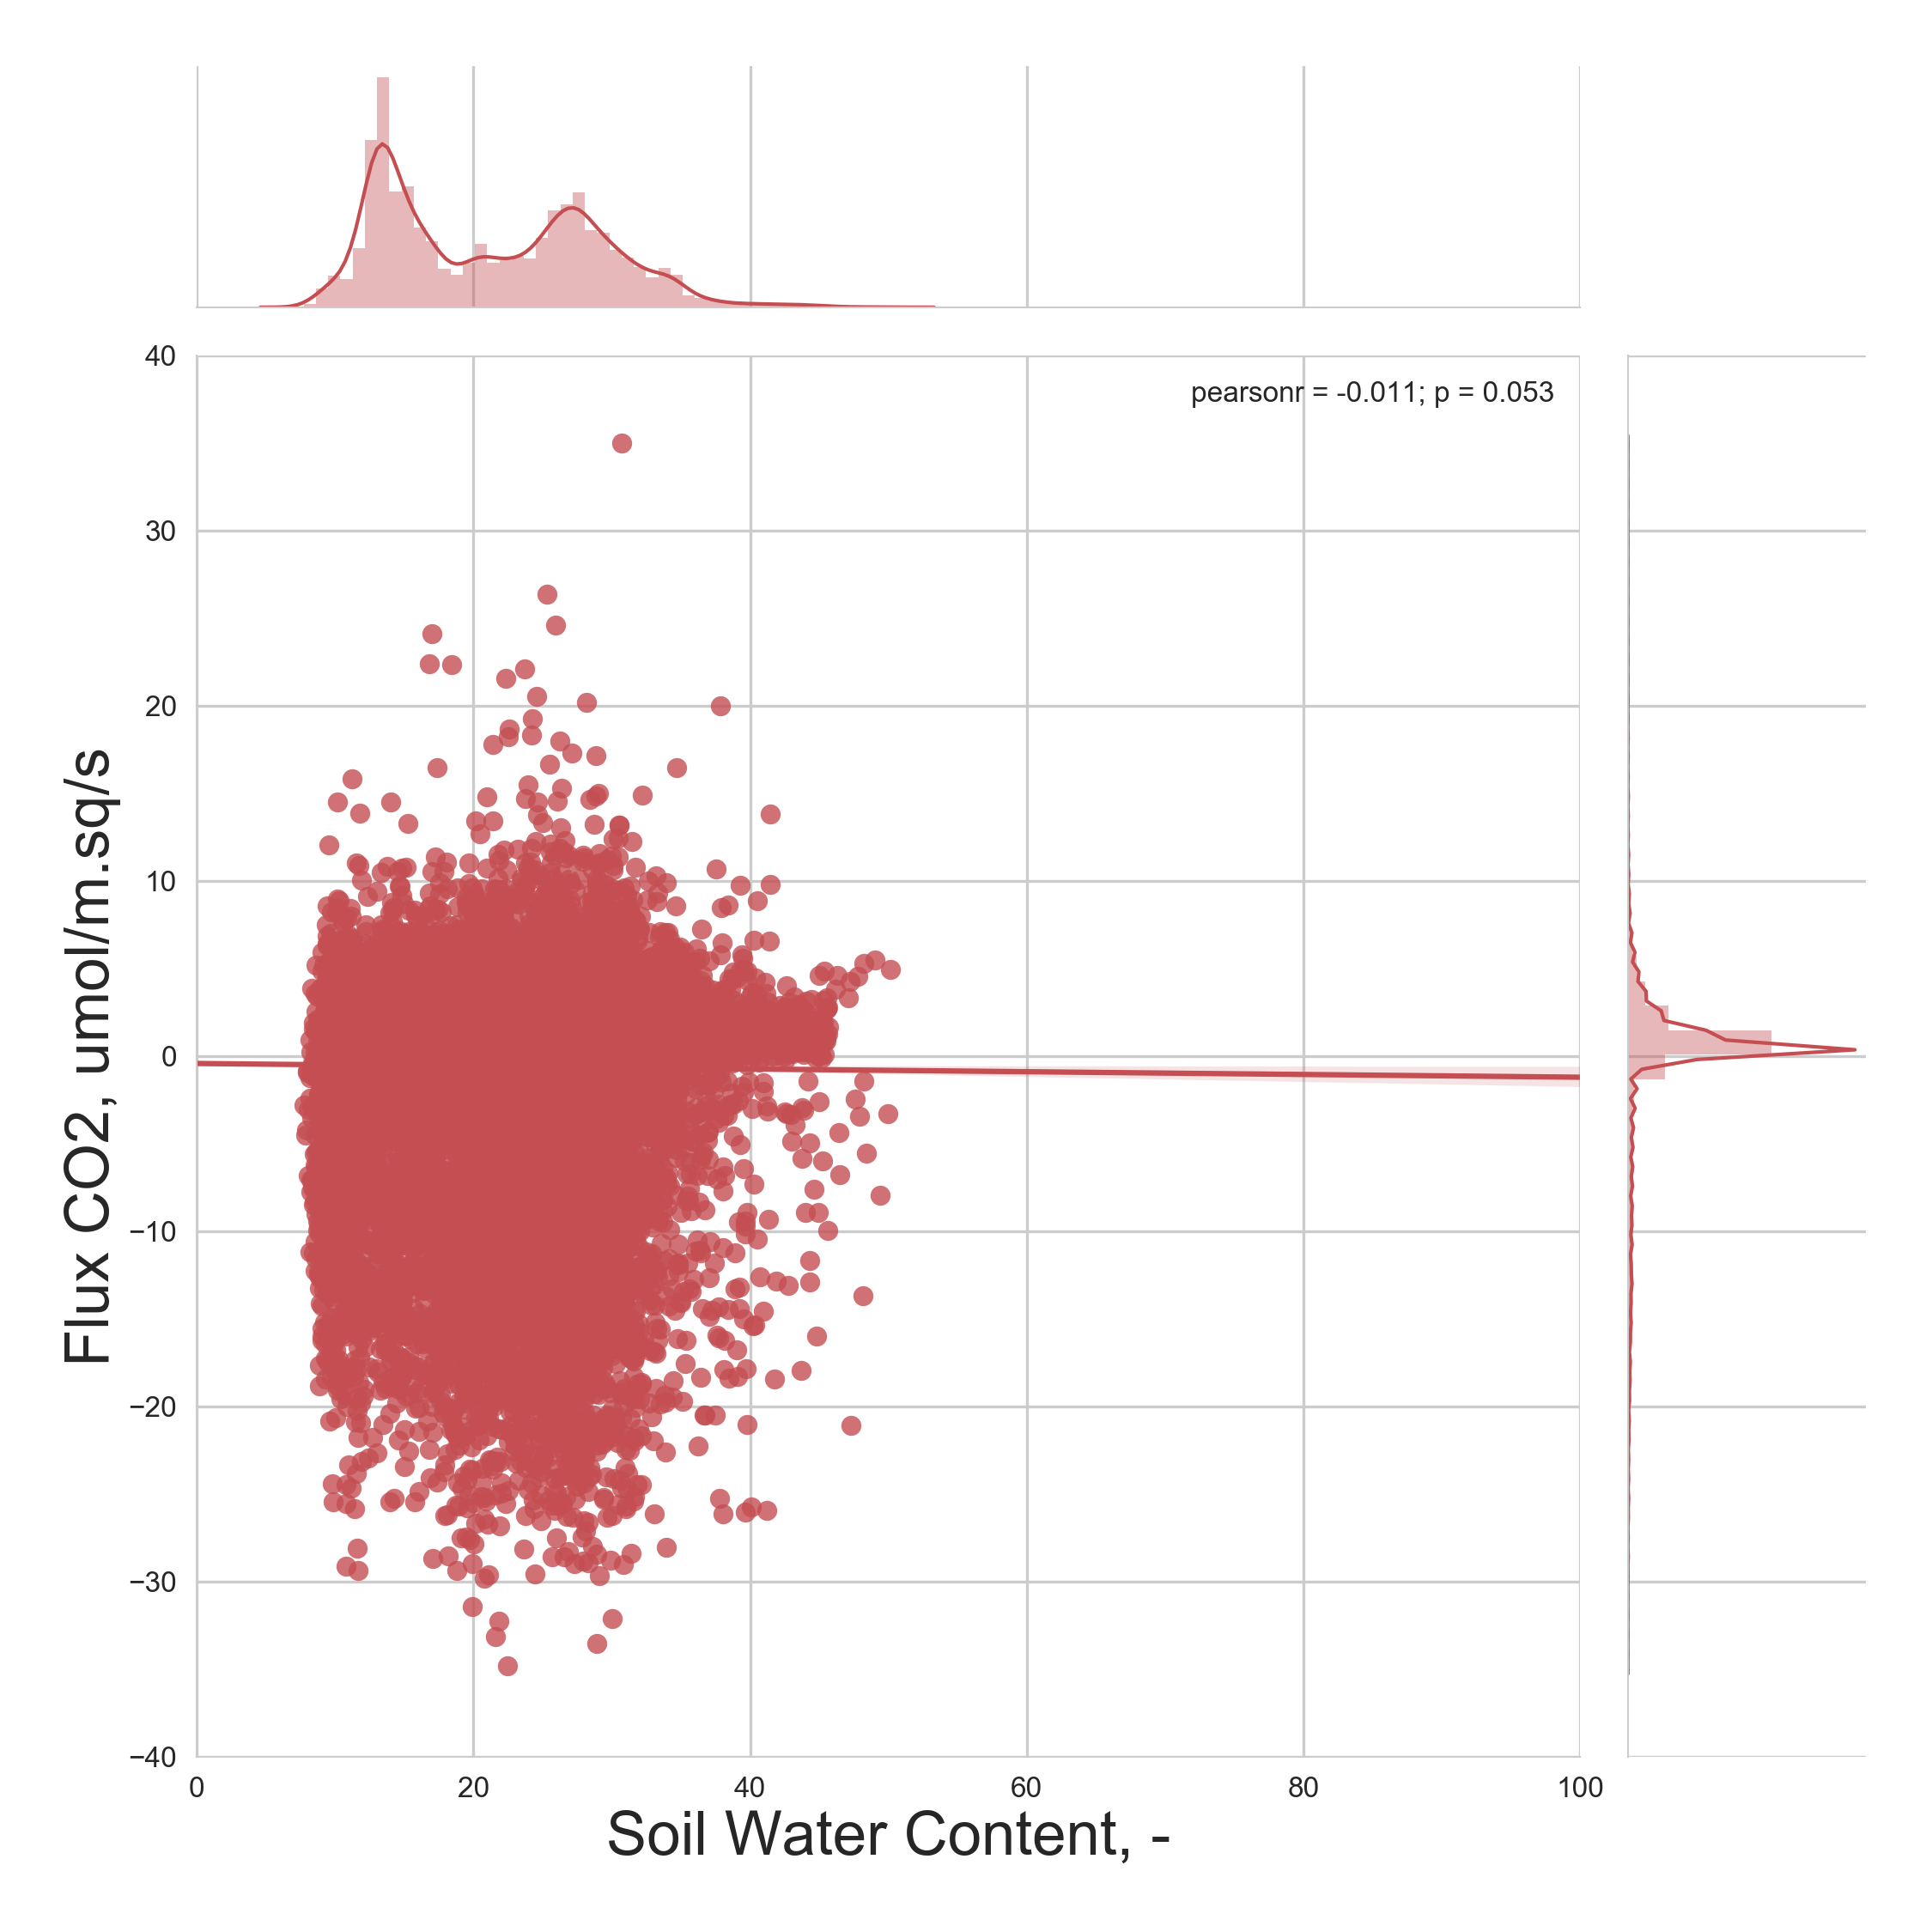 40
pearsonr = -0.011; p = 0.053
30
20
10
0
−10
−20
−30
−40
Flux CO2, umol/m.sq/s
0 20 40 60 80 100
Soil Water Content, -